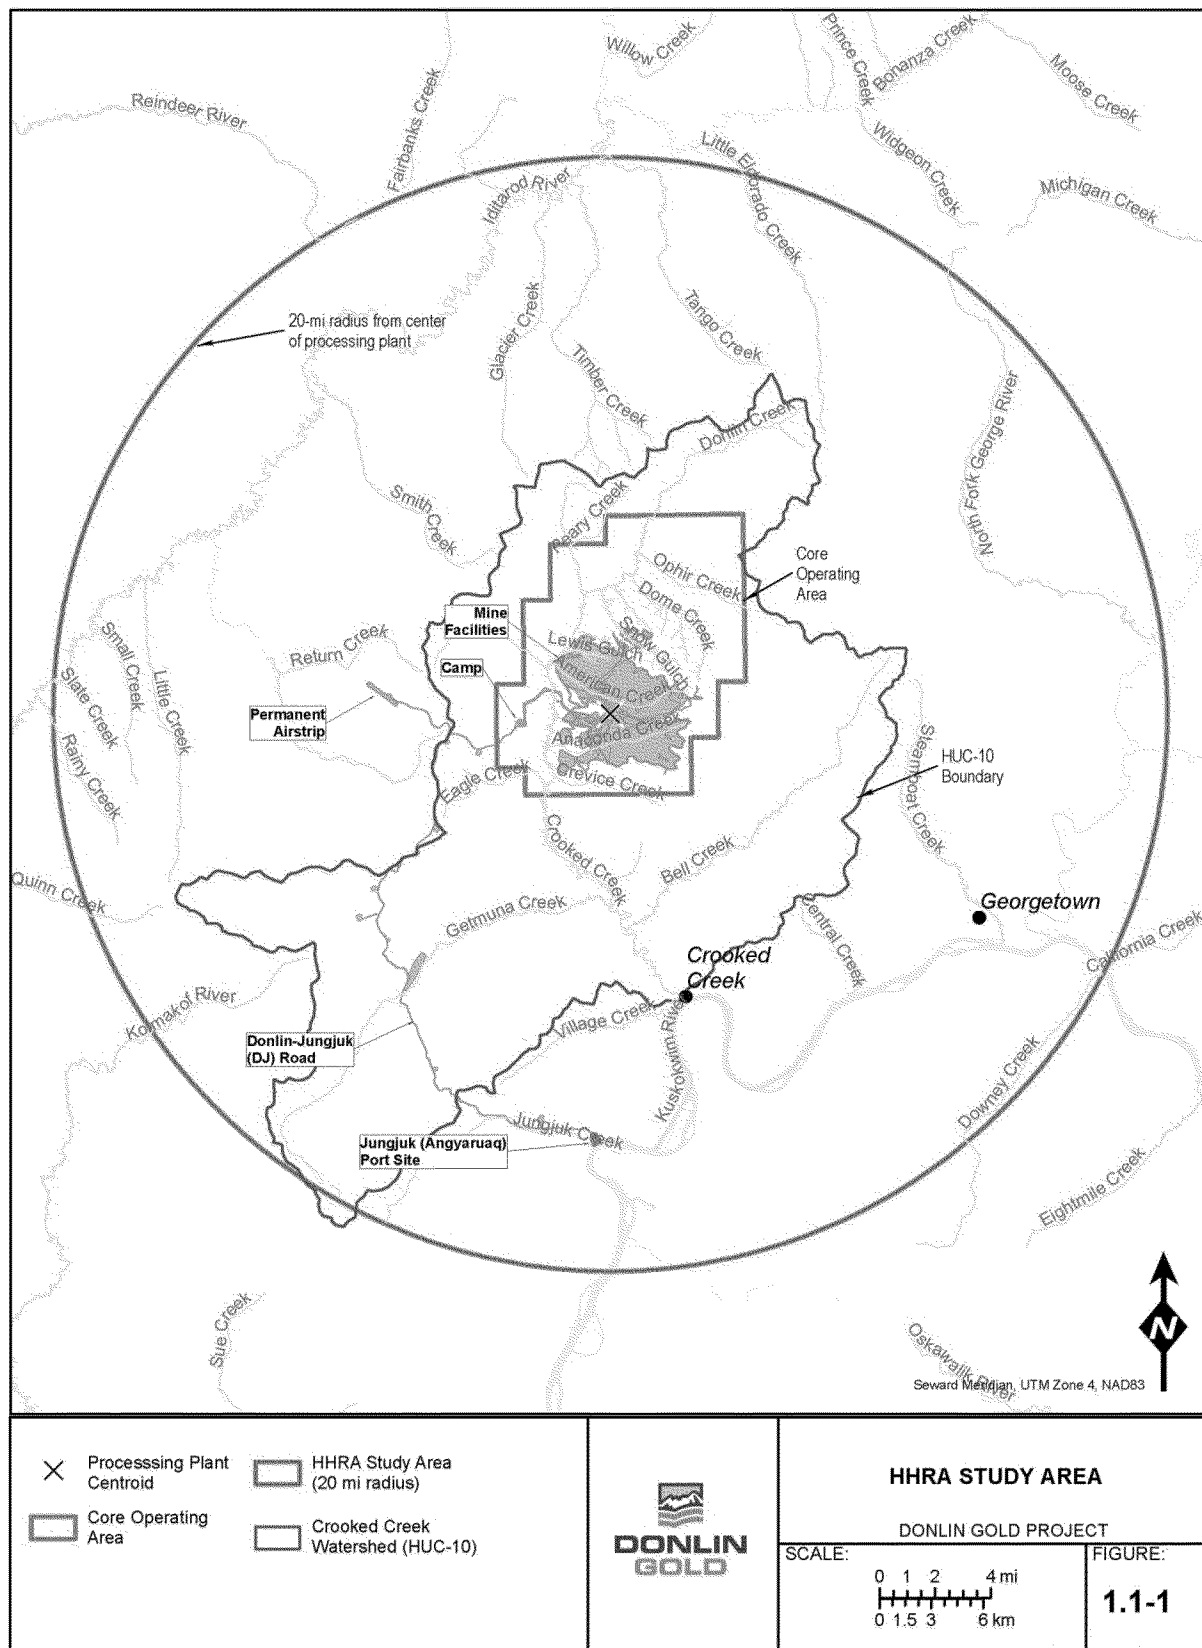 Willow Creek
Prince Creek
Bonanza Creek
Moose Creek
Reindeer River
Fairbanks Creek
Widgeon Creek
Little Eldorado Creek
Michigan Creek
Iditarod River
20-mi radius from center
of processing plant
Glacier Creek
Tango Creek
Timber Creek
North Fork George River
Donlin Creek
Smith Creek
Peary Creek
Core
Operating
Area
Ophir Creek
Dome Creek
Mine
Facilities
Snow Gulch
Lewis Gulch
Small Creek
Return Creek
Camp
American Creek
Slate Creek
Little Creek
Permanent
Airstrip
Anaconda Creek
Steamboat Creek
Rainy Creek
Eagle Creek
Crevice Creek
HUC-10
Boundary
Crooked Creek
Bell Creek
Quinn Creek
Getmuna Creek
Central Creek
Georgetown
California Creek
Crooked
Creek
Kolmakof River
Village Creek
Donlin-Jungjuk
(DJ) Road
Kuskokwim River
Downey Creek
Jungjuk Creek
Jungjuk (Angyaruaq)
Port Site
Eightmile Creek
Sue Creek
Oskawalik River
N
Seward Meridian, UTM Zone 4, NAD83
Processsing Plant
Centroid
HHRA Study Area
(20 mi radius)
Core Operating
Area
Crooked Creek
Watershed (HUC-10)
DONLIN
GOLD
HHRA STUDY AREA
DONLIN GOLD PROJECT
SCALE:
0 1 2 4 mi
0 1.5 3 6 km
FIGURE:
1.1-1